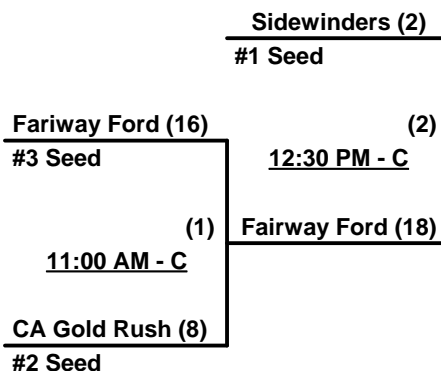 Sidewinders (2)
#1 Seed
Fariway Ford (16)
(2)
#3 Seed
12:30 PM - C
(1)
Fairway Ford (18)
11:00 AM - C
CA Gold Rush (8)
#2 Seed